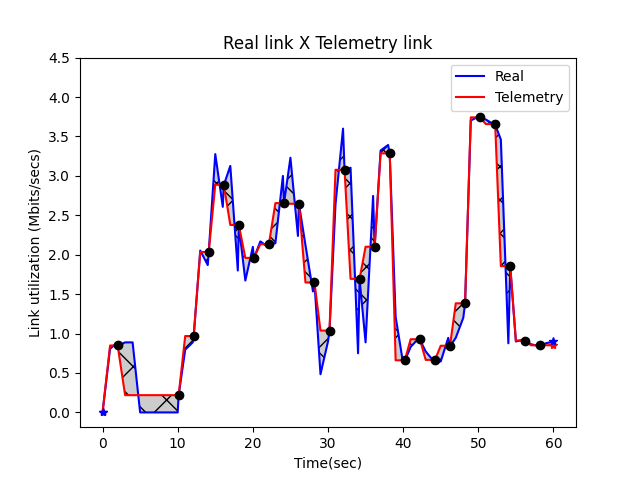 Real link X Telemetry link
Real
Telemetry
Link utilization (Mbits/secs)
4.5
4.0
3.5
3.0
2.5
2.0
1.5
1.0
0.5
0.0
0 10 20 30 40 50 60
Time(sec)